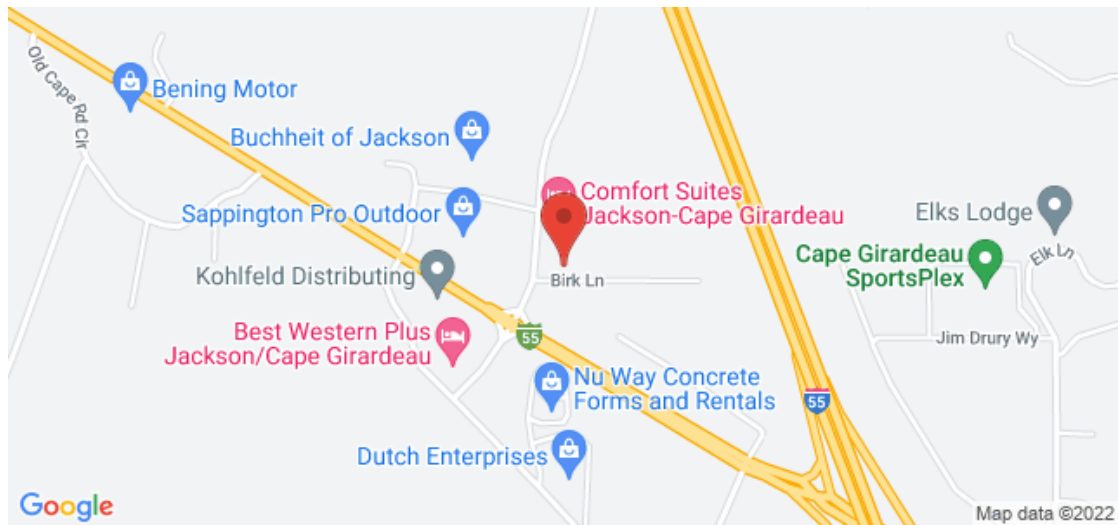 Old Cape Rd Cir
Bening Motor
Buchheit of Jackson
Comfort Suites
Jackson-Cape Girardeau
Sappington Pro Outdoor
Elks Lodge
Elk Ln
Cape Girardeau
SportsPlex
Kohlfeld Distributing
Birk Ln
Best Western Plus
Jackson/Cape Girardeau
55
Jim Drury Wy
Nu Way Concrete
Forms and Rentals
55
Dutch Enterprises
Google
Map data ©2022